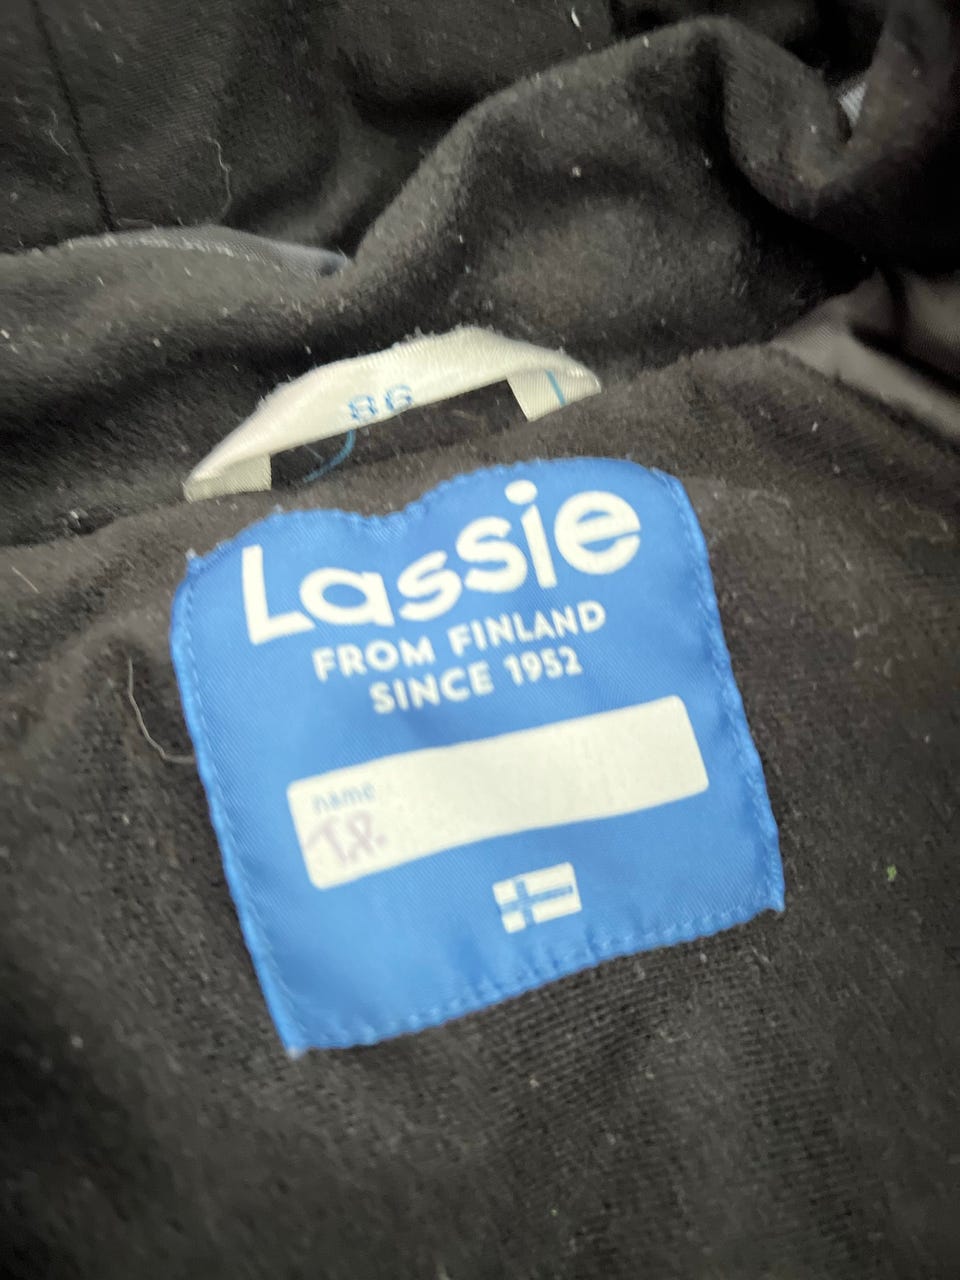 86
Lassie
FROM FINLAND
SINCE 1952
name